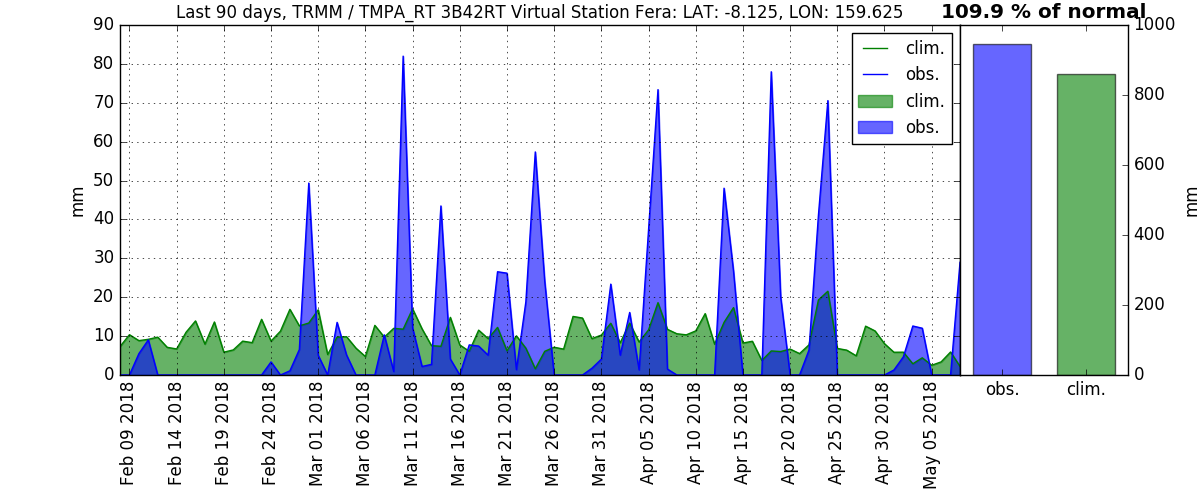 Last 90 days, TRMM / TMPA_RT 3B42RT Virtual Station Fera: LAT: -8.125, LON: 159.625
109.9 % of normal
90
80
70
60
50
40
30
20
10
0
mm
clim.
obs.
clim.
obs.
1000
800
600
400
200
0
mm
obs.
clim.
Feb 09 2018
Feb 14 2018
Feb 19 2018
Feb 24 2018
Mar 01 2018
Mar 06 2018
Mar 11 2018
Mar 16 2018
Mar 21 2018
Mar 26 2018
Mar 31 2018
Apr 05 2018
Apr 10 2018
Apr 15 2018
Apr 20 2018
Apr 25 2018
Apr 30 2018
May 05 2018